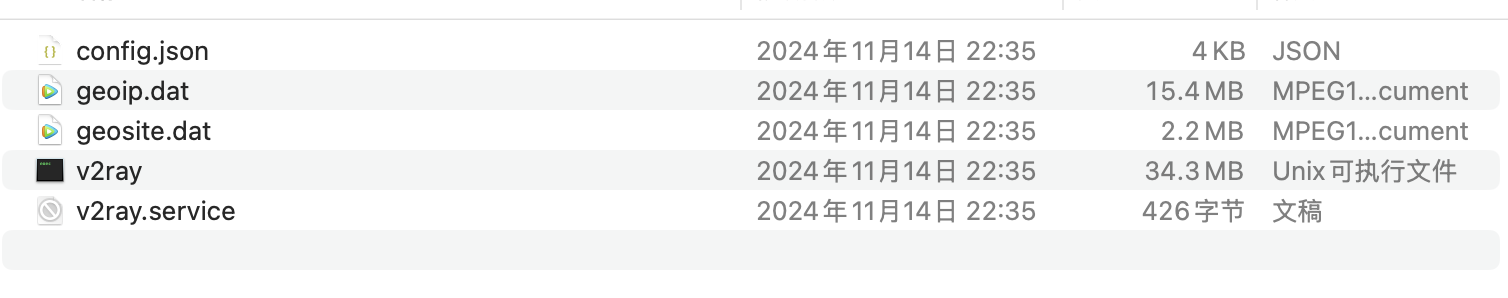 config.json 2024年11月14日 22:35 4 KB JSON
geoip.dat 2024年11月14日 22:35 15.4 MB MPEG1...cument
geosite.dat 2024年11月14日 22:35 2.2 MB MPEG1...cument
v2ray 2024年11月14日 22:35 34.3 MB Unix可执行文件
v2ray.service 2024年11月14日 22:35 426字节 文稿